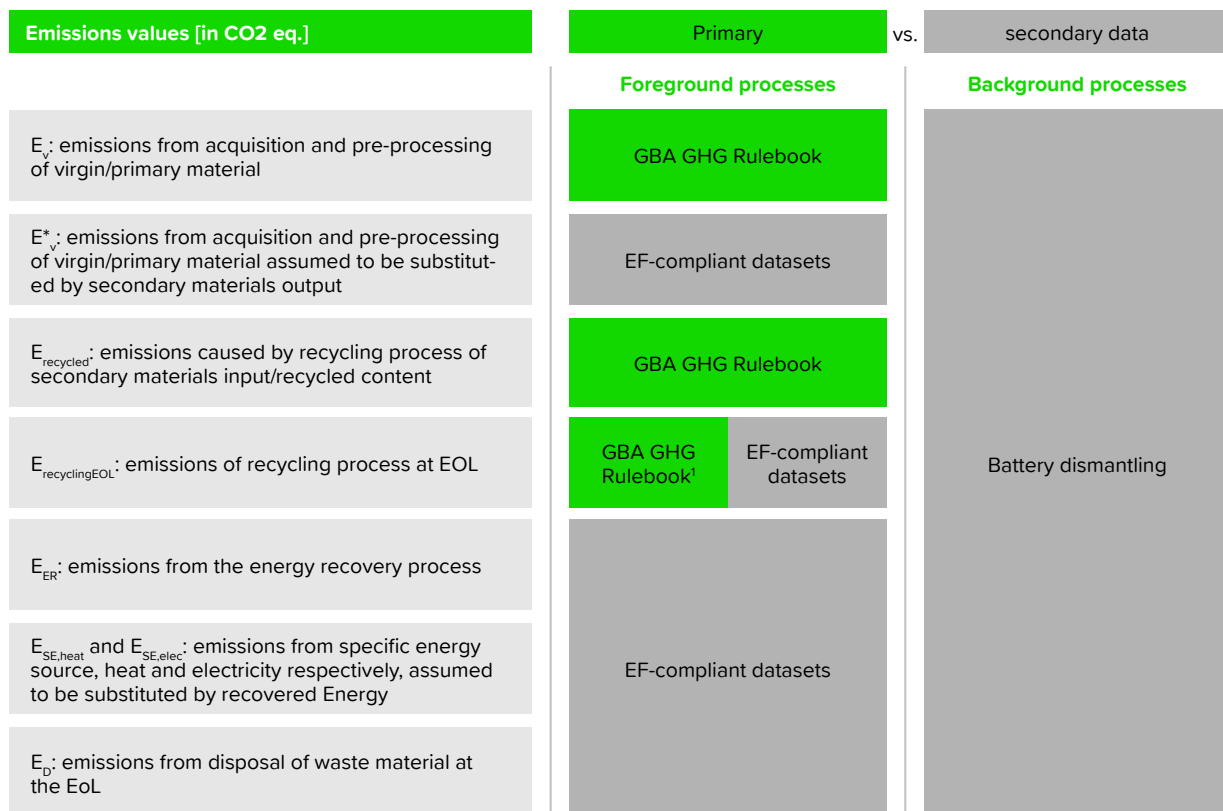 Emissions values [in CO2 eq.]
Primary
vs.
secondary data
Foreground processes
Background processes
Ev: emissions from acquisition and pre-processing
of virgin/primary material
GBA GHG Rulebook
E*v: emissions from acquisition and pre-processing
of virgin/primary material assumed to be substitut-
ed by secondary materials output
EF-compliant datasets
Erecycled: emissions caused by recycling process of
secondary materials input/recycled content
GBA GHG Rulebook
ErecyclingEOL: emissions of recycling process at EOL
GBA GHG
Rulebook¹
EF-compliant
datasets
Battery dismantling
EER: emissions from the energy recovery process
ESE,heat and ESE,elec: emissions from specific energy
source, heat and electricity respectively, assumed
to be substituted by recovered Energy
EF-compliant datasets
ED: emissions from disposal of waste material at
the EoL